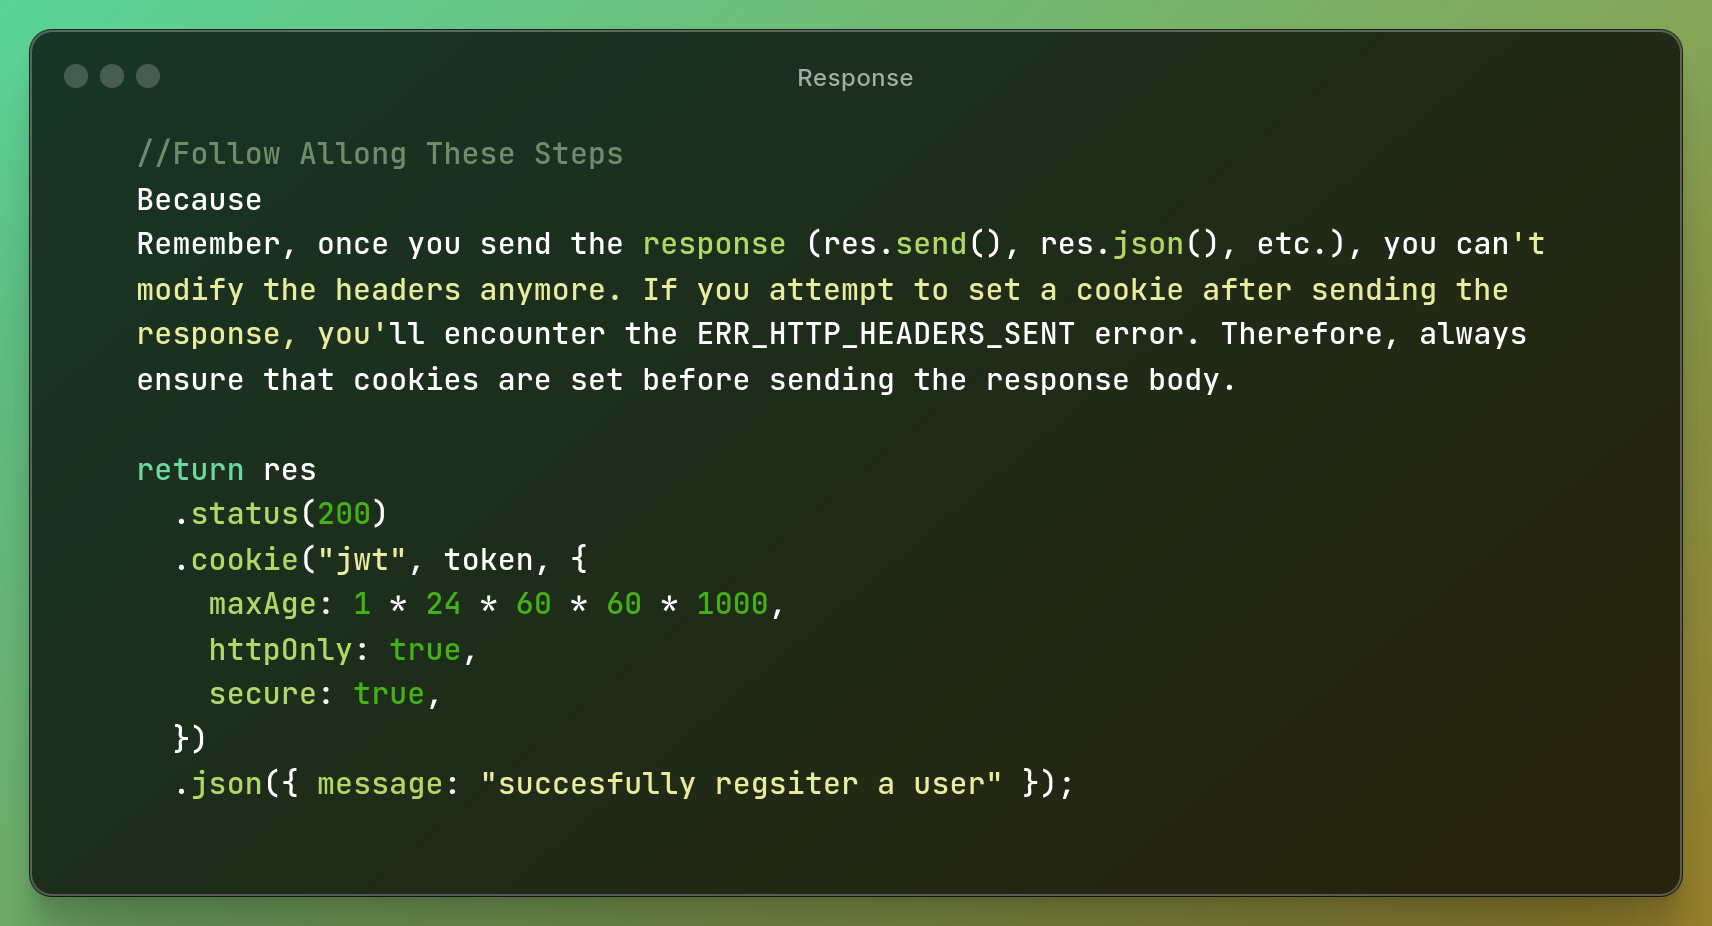 Response
//Follow Allong These Steps
Because
Remember, once you send the response (res.send(), res.json(), etc.), you can't
modify the headers anymore. If you attempt to set a cookie after sending the
response, you'll encounter the ERR_HTTP_HEADERS_SENT error. Therefore, always
ensure that cookies are set before sending the response body.

return res
  .status(200)
  .cookie("jwt", token, {
    maxAge: 1 * 24 * 60 * 60 * 1000,
    httpOnly: true,
    secure: true,
  })
  .json({ message: "succesfully regsiter a user" });